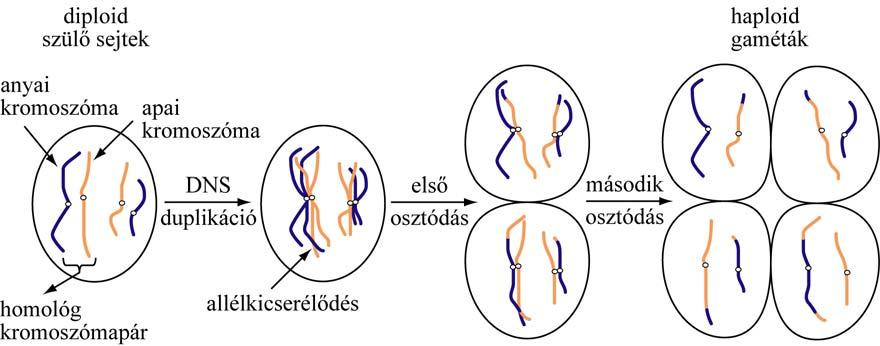 diploid
szülő sejtek
anyai
kromoszóma
apai
kromoszóma
homológ
kromoszómapár
DNS
duplikáció
allélkicserélődés
első
osztódás
második
osztódás
haploid
gaméták